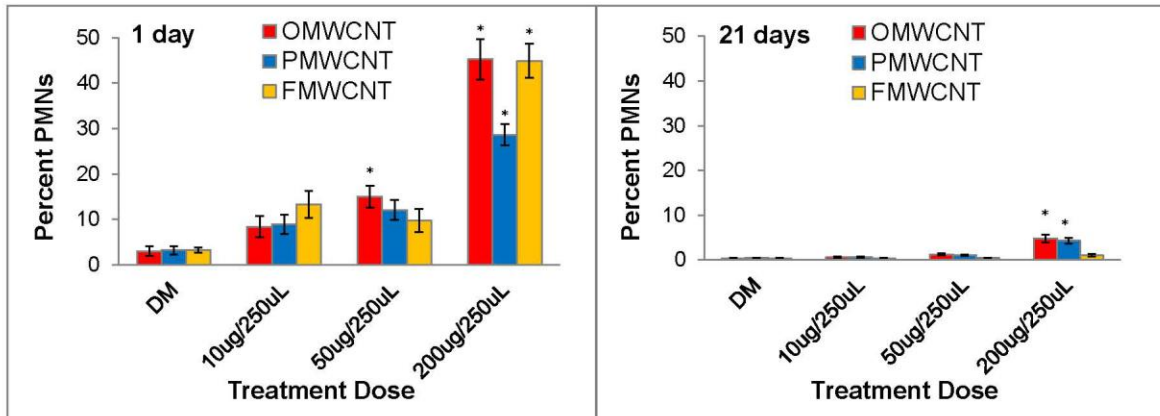 1 day
OMWCNT
PMWCNT
FMWCNT
Percent PMNs
50
40
30
20
10
0
*
*
*
*
DM
10ug/250uL
50ug/250uL
200ug/250uL
Treatment Dose
21 days
OMWCNT
PMWCNT
FMWCNT
Percent PMNs
50
40
30
20
10
0
*
*
DM
10ug/250uL
50ug/250uL
200ug/250uL
Treatment Dose